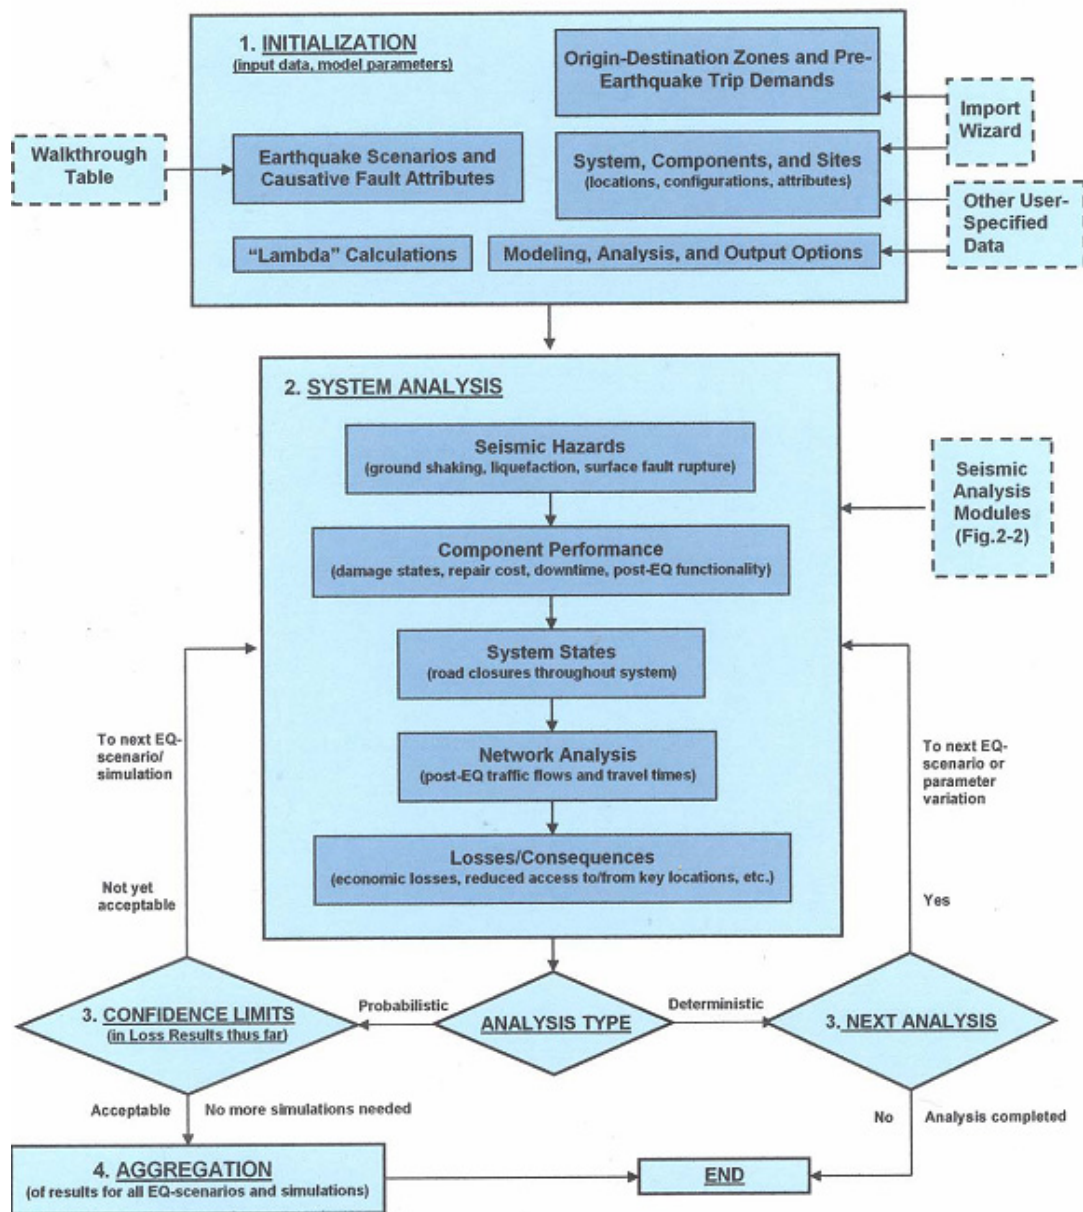 1. INITIALIZATION
(input data, model parameters)
Origin-Destination Zones and Pre-
Earthquake Trip Demands
Import
Wizard
Walkthrough
Table
Earthquake Scenarios and
Causative Fault Attributes
System, Components, and Sites
(locations, configurations, attributes)
Other User-
Specified
Data
“Lambda” Calculations
Modeling, Analysis, and Output Options
2. SYSTEM ANALYSIS
Seismic Hazards
(ground shaking, liquefaction, surface fault rupture)
Seismic
Analysis
Modules
(Fig.2-2)
Component Performance
(damage states, repair cost, downtime, post-EQ functionality)
System States
(road closures throughout system)
Network Analysis
(post-EQ traffic flows and travel times)
Losses/Consequences
(economic losses, reduced access to/from key locations, etc.)
To next EQ-
scenario/
simulation
Not yet
acceptable
To next EQ-
scenario or
parameter
variation
Yes
3. CONFIDENCE LIMITS
(in Loss Results thus far)
Probabilistic
ANALYSIS TYPE
Deterministic
3. NEXT ANALYSIS
Acceptable
No more simulations needed
No
Analysis completed
4. AGGREGATION
(of results for all EQ-scenarios and simulations)
END